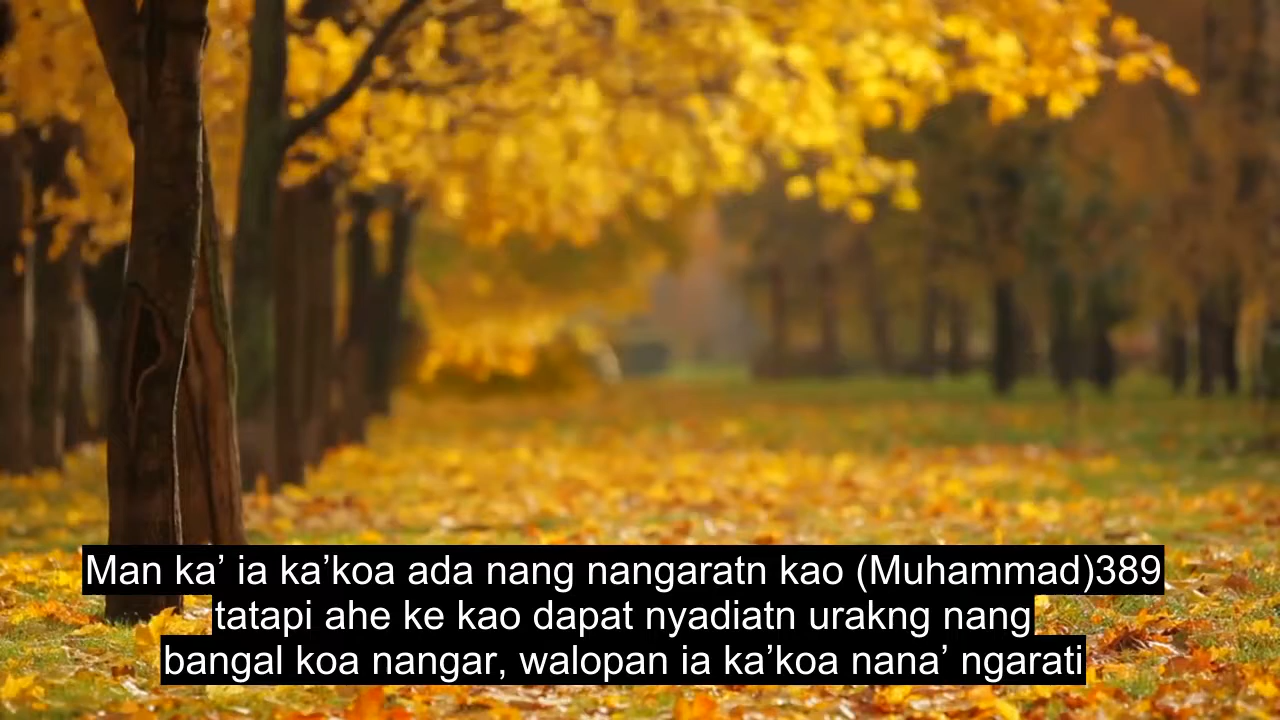 Man ka’ ia ka’koa ada nang nangaratn kao (Muhammad)389
tatapi ahe ke kao dapat nyadiatn urakng nang
bangal koa nangar, walopan ia ka’koa nana’ ngarati